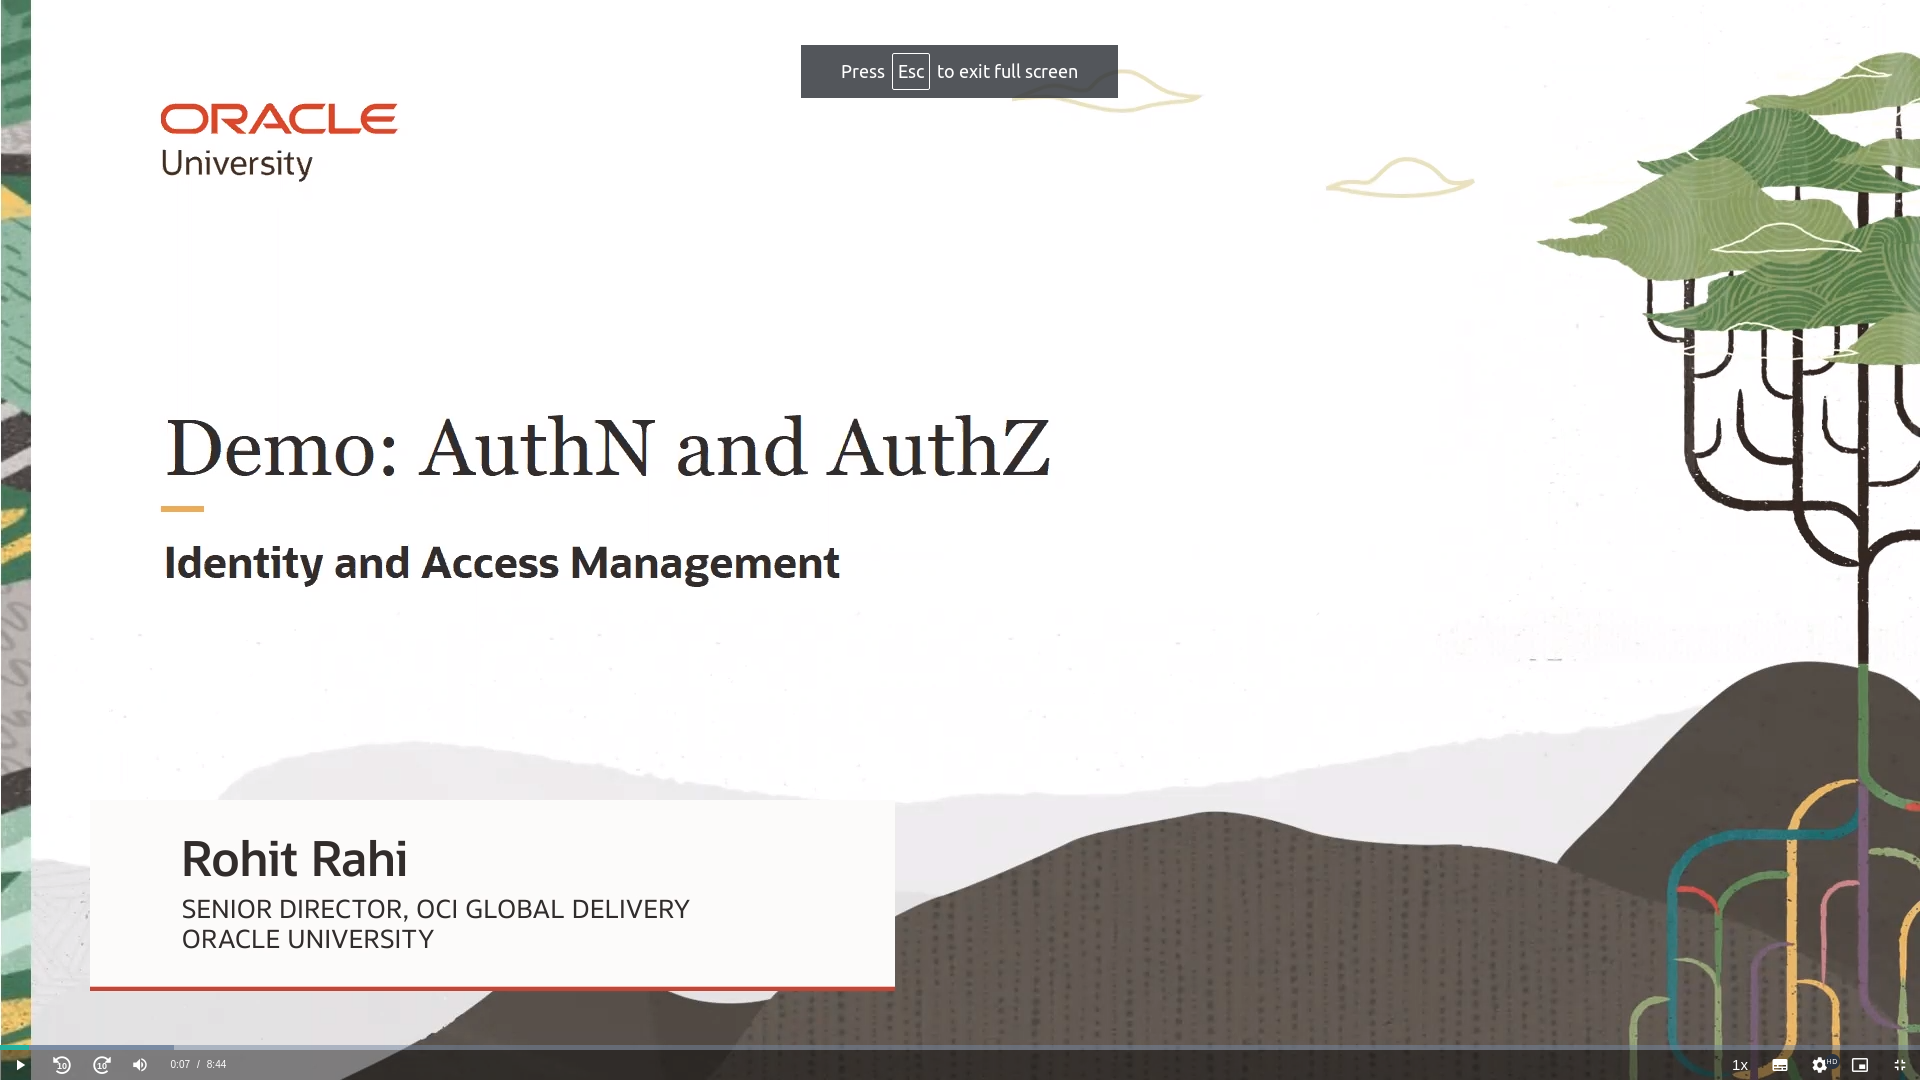 Press Esc to exit full screen
ORACLE
University
Demo: AuthN and AuthZ
Identity and Access Management
Rohit Rahi
SENIOR DIRECTOR, OCI GLOBAL DELIVERY
ORACLE UNIVERSITY
10
10
0:07 / 8:44
1x
HD